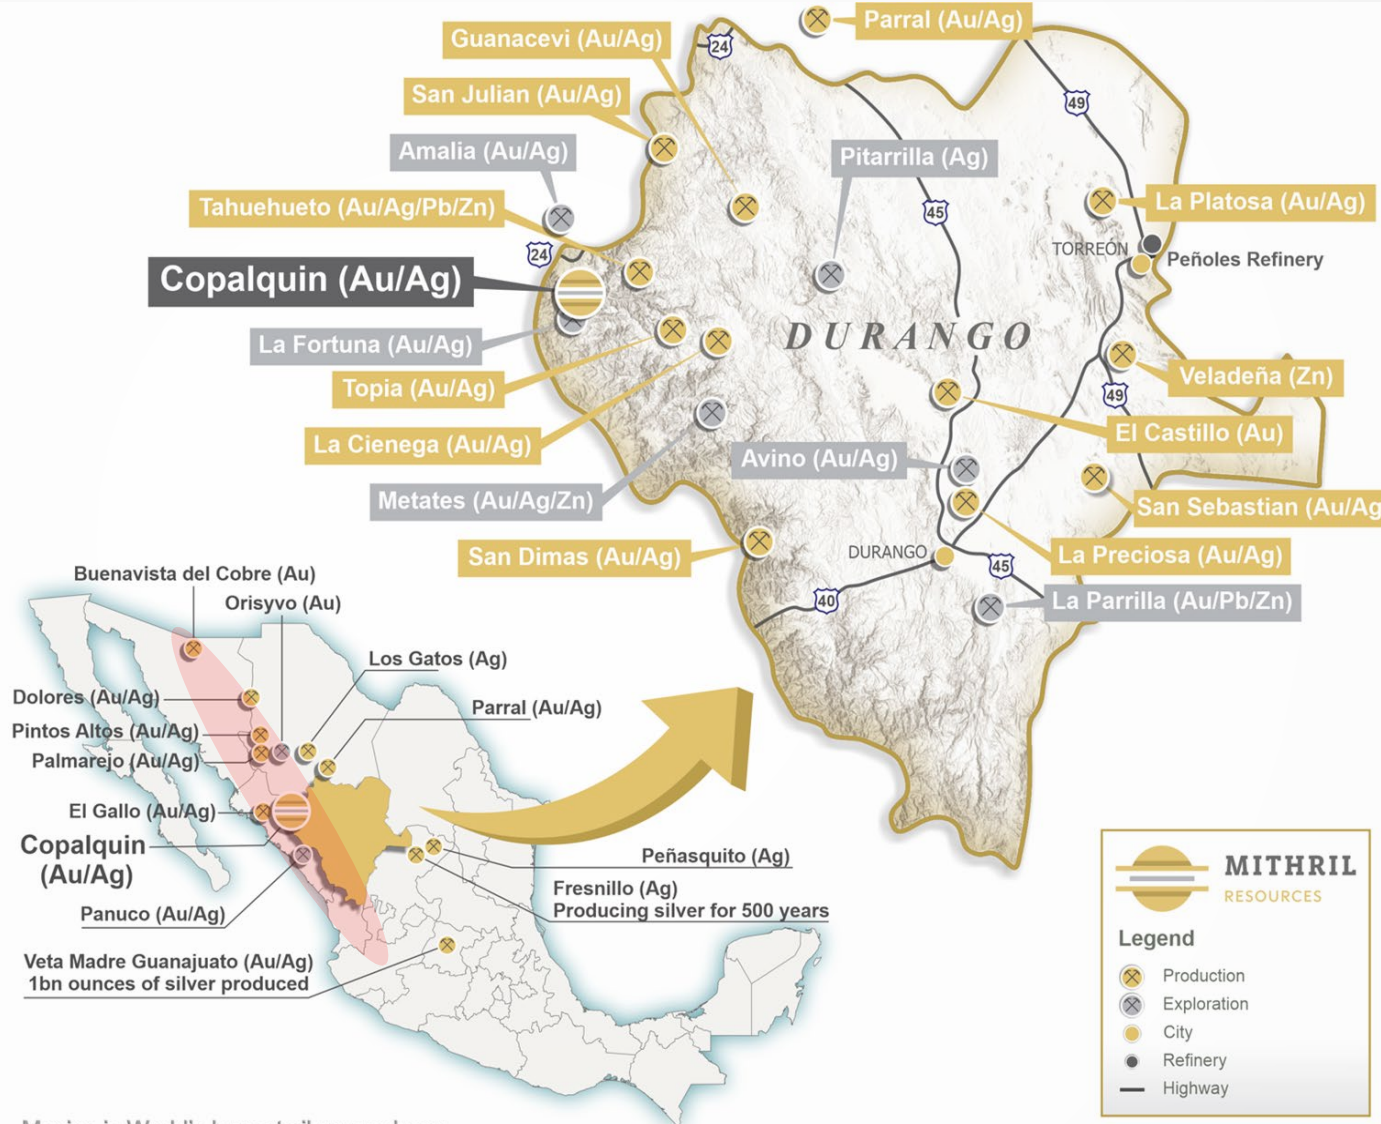 Parral (Au/Ag)
Guanacevi (Au/Ag)
24
San Julian (Au/Ag)
49
Amalia (Au/Ag)
Pitarrilla (Ag)
Tahuehueto (Au/Ag/Pb/Zn)
La Platosa (Au/Ag)
45
24
TORREÓN
Peñoles Refinery
Copalquin (Au/Ag)
DURANGO
La Fortuna (Au/Ag)
Topia (Au/Ag)
Veladeña (Zn)
49
La Cienega (Au/Ag)
El Castillo (Au)
Avino (Au/Ag)
Metates (Au/Ag/Zn)
San Sebastian (Au/Ag
San Dimas (Au/Ag)
DURANGO
La Preciosa (Au/Ag)
45
40
La Parrilla (Au/Pb/Zn)
Buenavista del Cobre (Au)
Orisyvo (Au)
Los Gatos (Ag)
Dolores (Au/Ag)
Parral (Au/Ag)
Pintos Altos (Au/Ag)
Palmarejo (Au/Ag)
El Gallo (Au/Ag)
Copalquin
(Au/Ag)
Peñasquito (Ag)
Fresnillo (Ag)
Producing silver for 500 years
Panuco (Au/Ag)
Veta Madre Guanajuato (Au/Ag)
1bn ounces of silver produced
MITHRIL
RESOURCES
Legend
Production
Exploration
City
Refinery
Highway